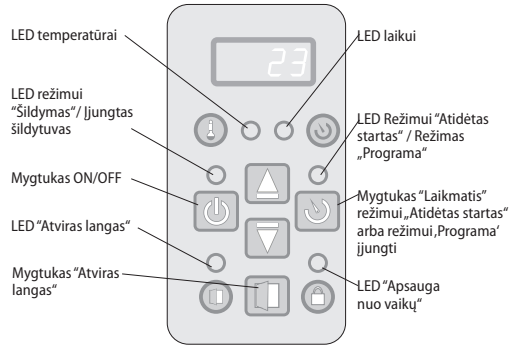 LED temperatūrai
LED laikui
23
LED režimui
“Šildymas“/ Įjungtas
šildytuvas
LED Režimui “Atidėtas
startas“ / Režimas
„Programa“
Mygtukas ON/OFF
Mygtukas “Laikmatis”
režimui „Atidėtas startas“
arba režimui ‚Programa‘
įjungti
LED “Atviras langas“
Mygtukas “Atviras
langas“
LED “Apsauga
nuo vaikų“